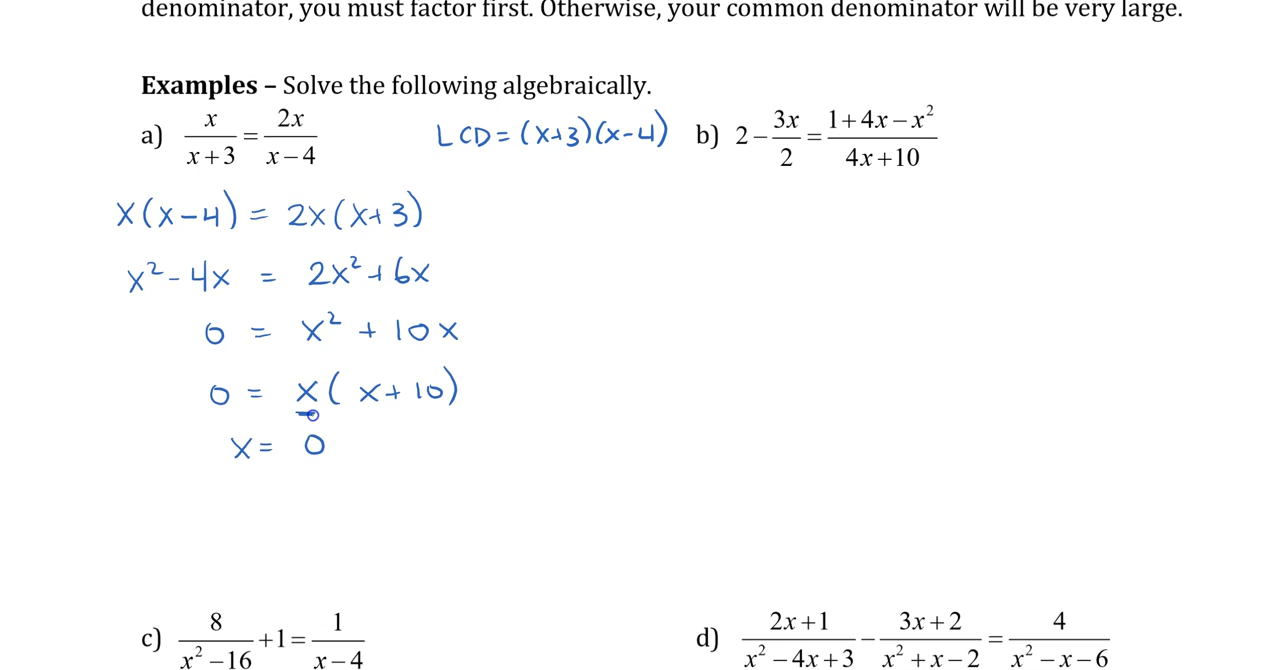 denominator, you must factor first. Otherwise, your common denominator will be very large.
Examples – Solve the following algebraically.
a) x/(x+3) = 2x/(x−4)
LCD = (x+3)(x−4)
x(x−4) = 2x(x+3)
x² − 4x = 2x² + 6x
0 = x² + 10x
0 = x(x+10)
x = 0
b) 2 − 3x/2 = (1+4x−x²)/(4x+10)
c) 8/(x²−16) + 1 = 1/(x−4)
d) (2x+1)/(x²−4x+3) − (3x+2)/(x²+x−2) = 4/(x²−x−6)